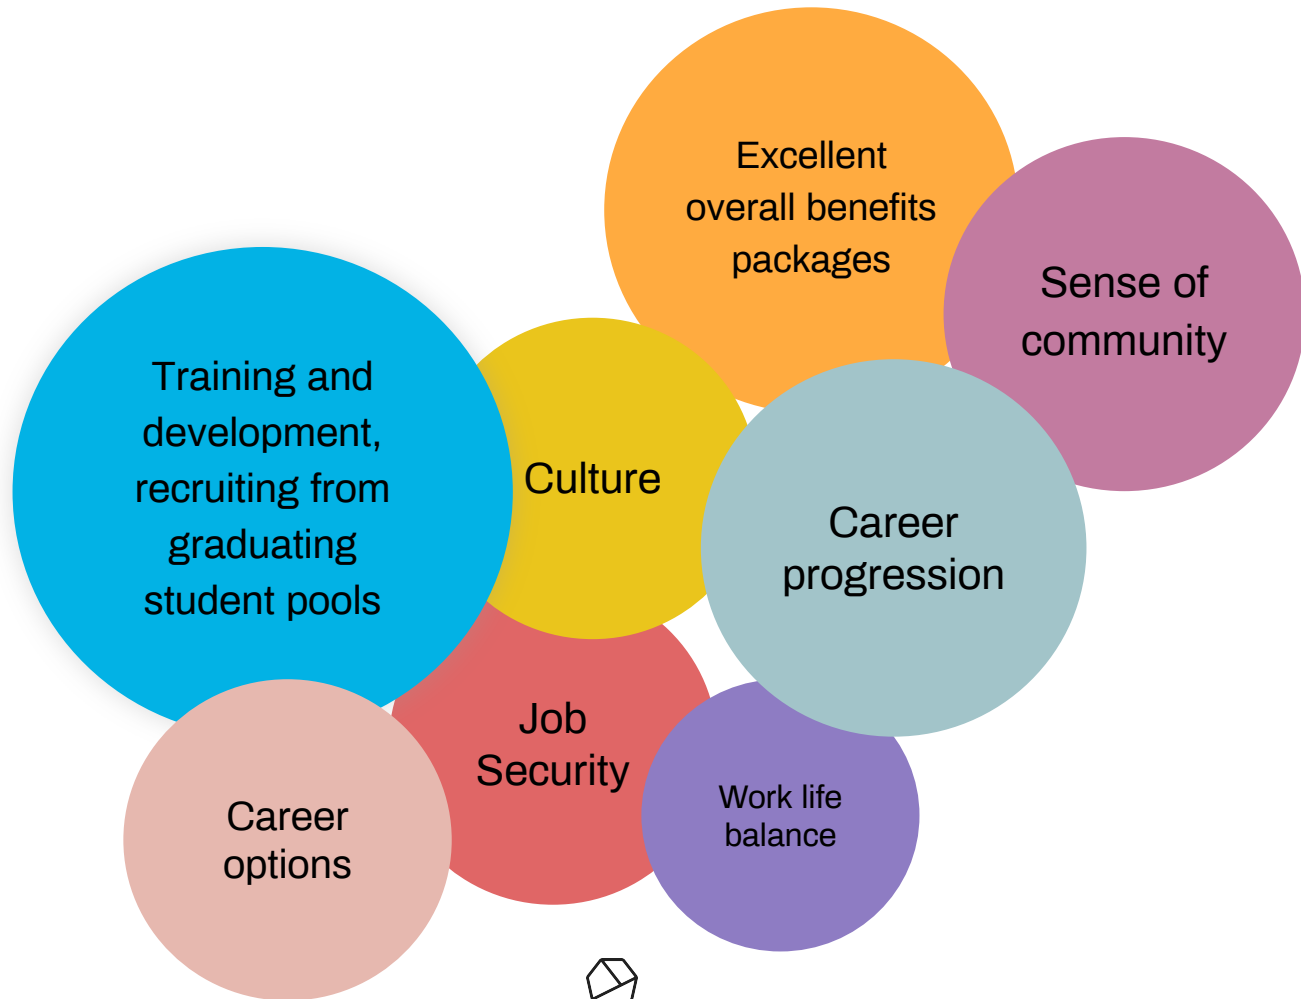 Excellent
overall benefits
packages
Sense of
community
Training and
development,
recruiting from
graduating
student pools
Culture
Career
progression
Job
Security
Work life
balance
Career
options